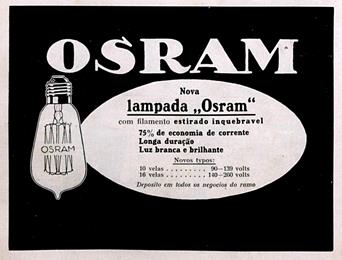 OSRAM
Nova
lampada „Osram“
com filamento estirado inquebravel
75% de economia de corrente
Longa duração
Luz branca e brilhante
Novos typos:
10 velas ......... 90—139 volts
16 velas ......... 140—260 volts
Deposito em todos os negocios do ramo
OSRAM